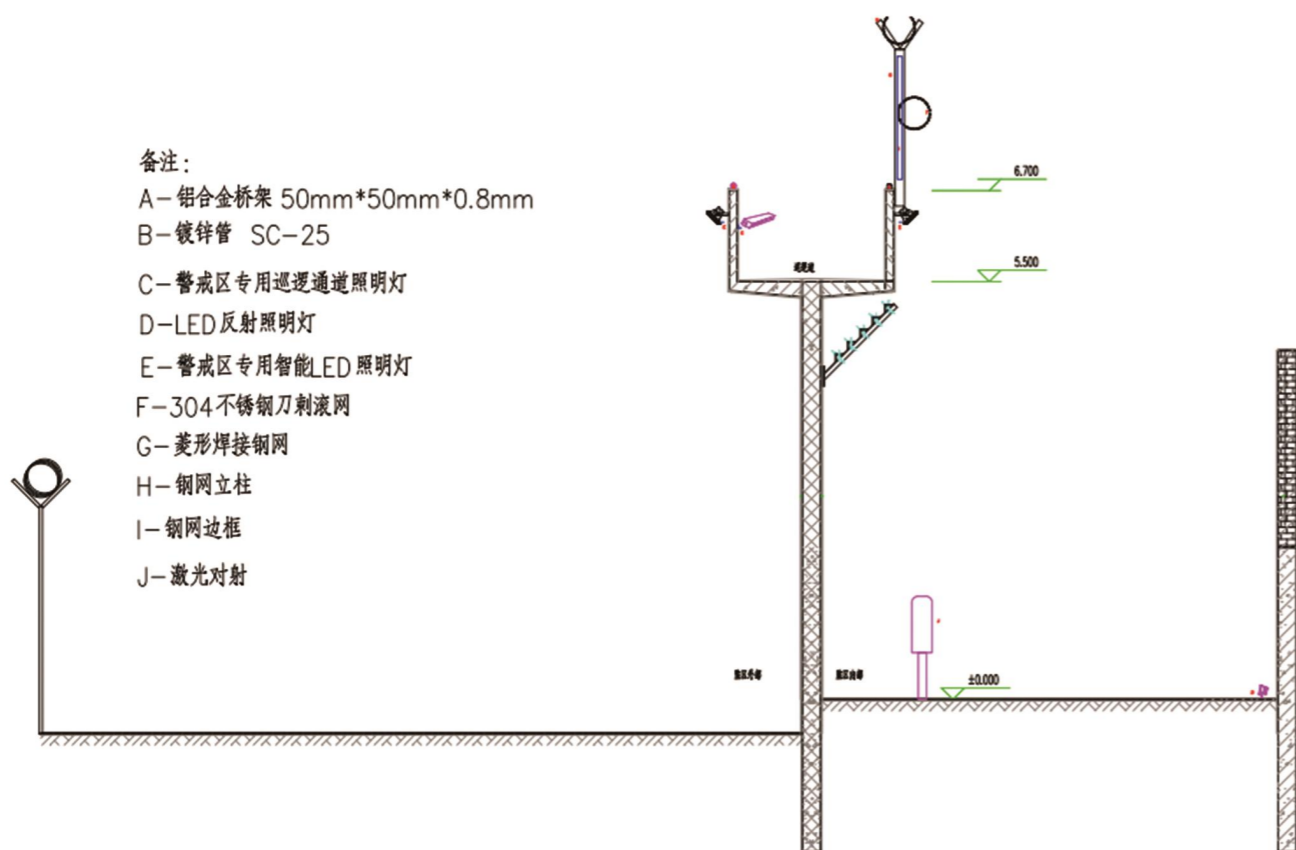 备注:
A-铝合金桥架 50mm*50mm*0.8mm
B-镀锌管 SC-25
C-警戒区专用巡逻通道照明灯
D-LED反射照明灯
E-警戒区专用智能LED照明灯
F-304不锈钢刀刺滚网
G-菱形焊接钢网
H-钢网立柱
I-钢网边框
J-激光对射
6.700
5.500
±0.000